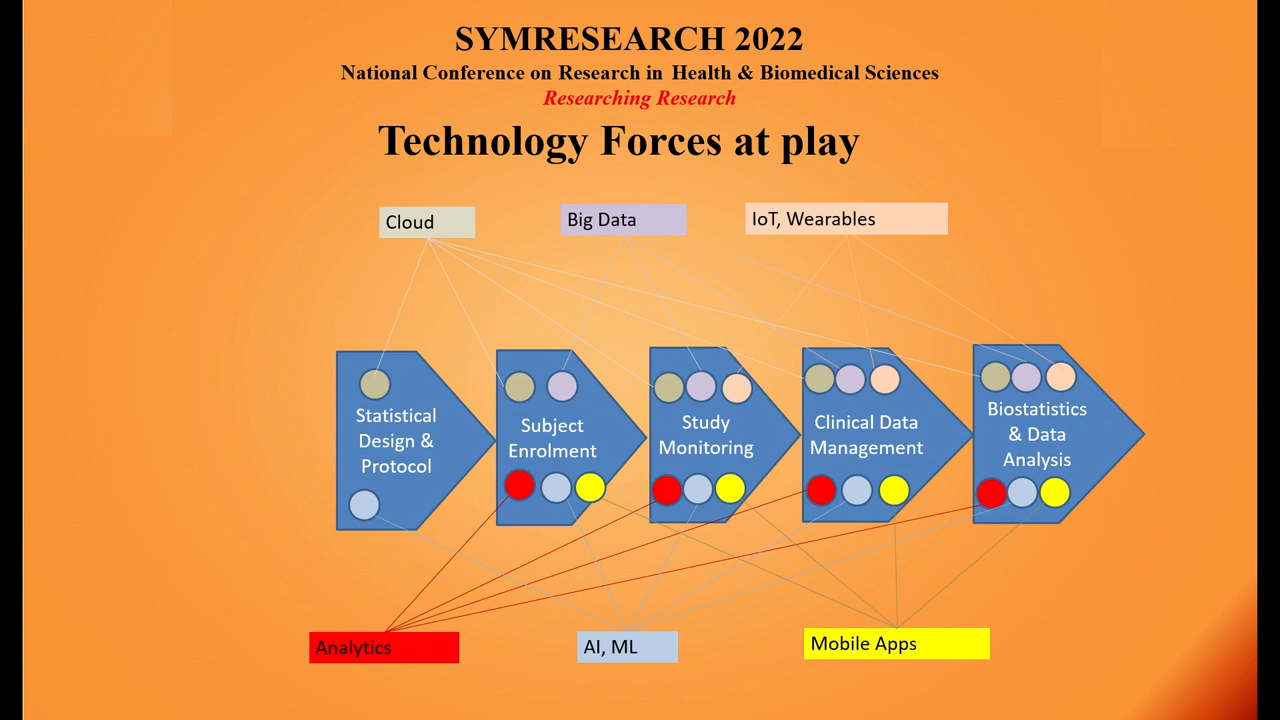 SYMRESEARCH 2022
National Conference on Research in Health & Biomedical Sciences
Researching Research
Technology Forces at play
Cloud
Big Data
IoT, Wearables
Statistical
Design &
Protocol
Subject
Enrolment
Study
Monitoring
Clinical Data
Management
Biostatistics
& Data
Analysis
Analytics
AI, ML
Mobile Apps